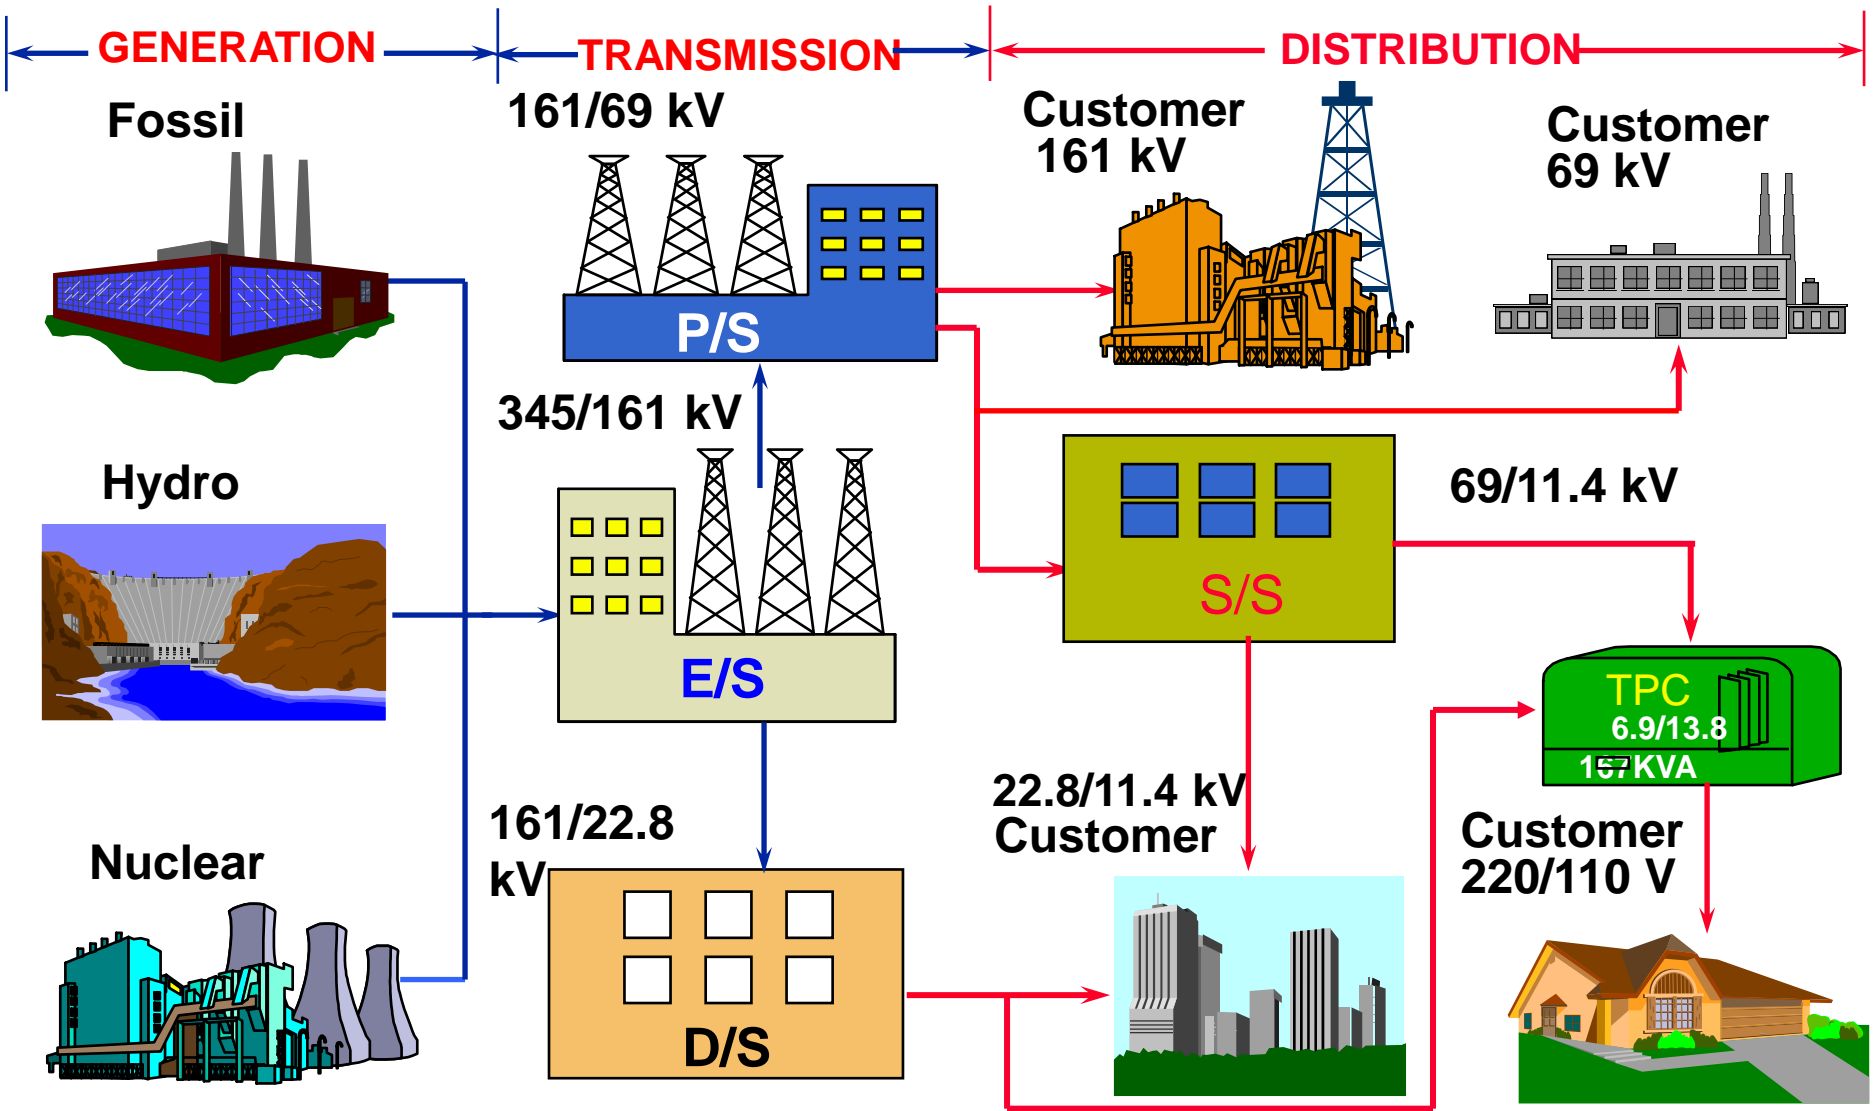 GENERATION
TRANSMISSION
DISTRIBUTION
Fossil
161/69 kV
Customer
161 kV
Customer
69 kV
P/S
345/161 kV
Hydro
69/11.4 kV
S/S
E/S
TPC
6.9/13.8
167KVA
22.8/11.4 kV
Customer
161/22.8
kV
Customer
220/110 V
Nuclear
D/S